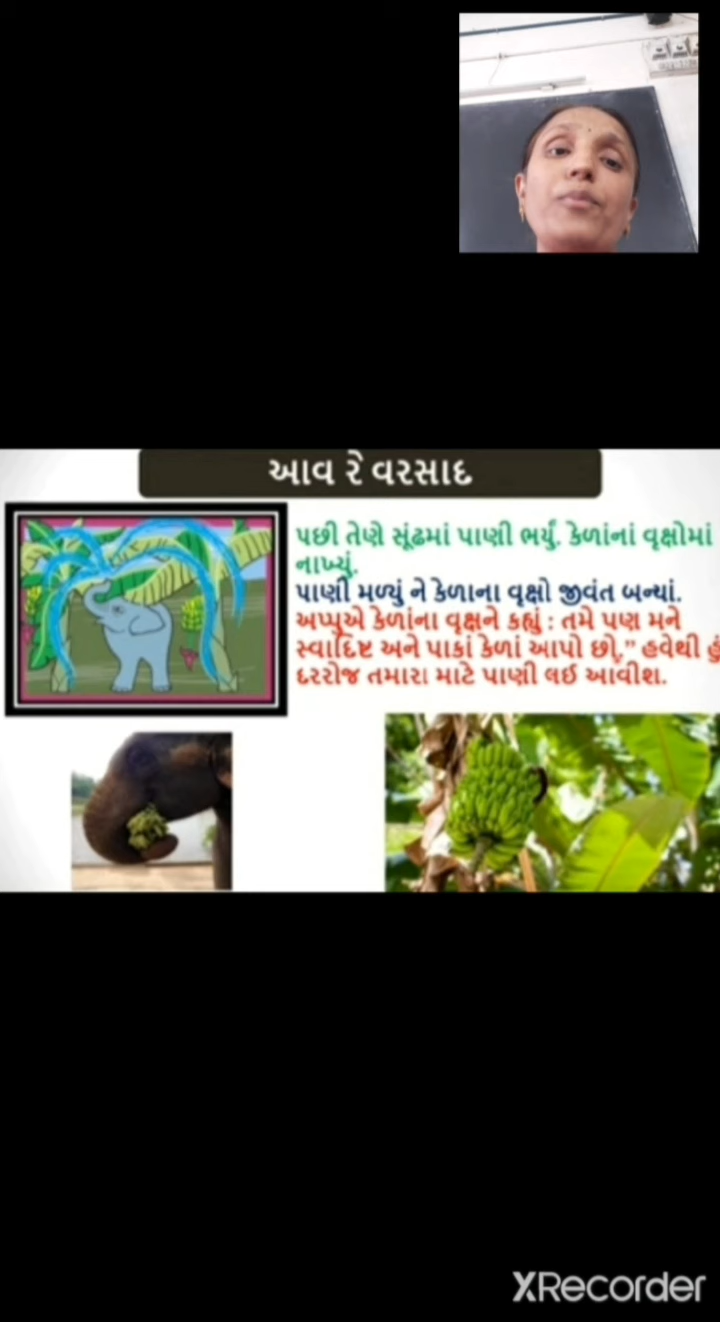 આવ રે વરસાદ
પછી તેણે સૂંઢમાં પાણી ભર્યું. કેળાંનાં વૃક્ષોમાં
નાખ્યું.
પાણી મળ્યું ને કેળાના વૃક્ષો જીવંત બન્યાં.
અપ્પુએ કેળાંના વૃક્ષને કહ્યું : તમે પણ મને
સ્વાદિષ્ટ અને પાકાં કેળાં આપો છો," હવેથી હું
દરરોજ તમારા માટે પાણી લઈ આવીશ.
XRecorder